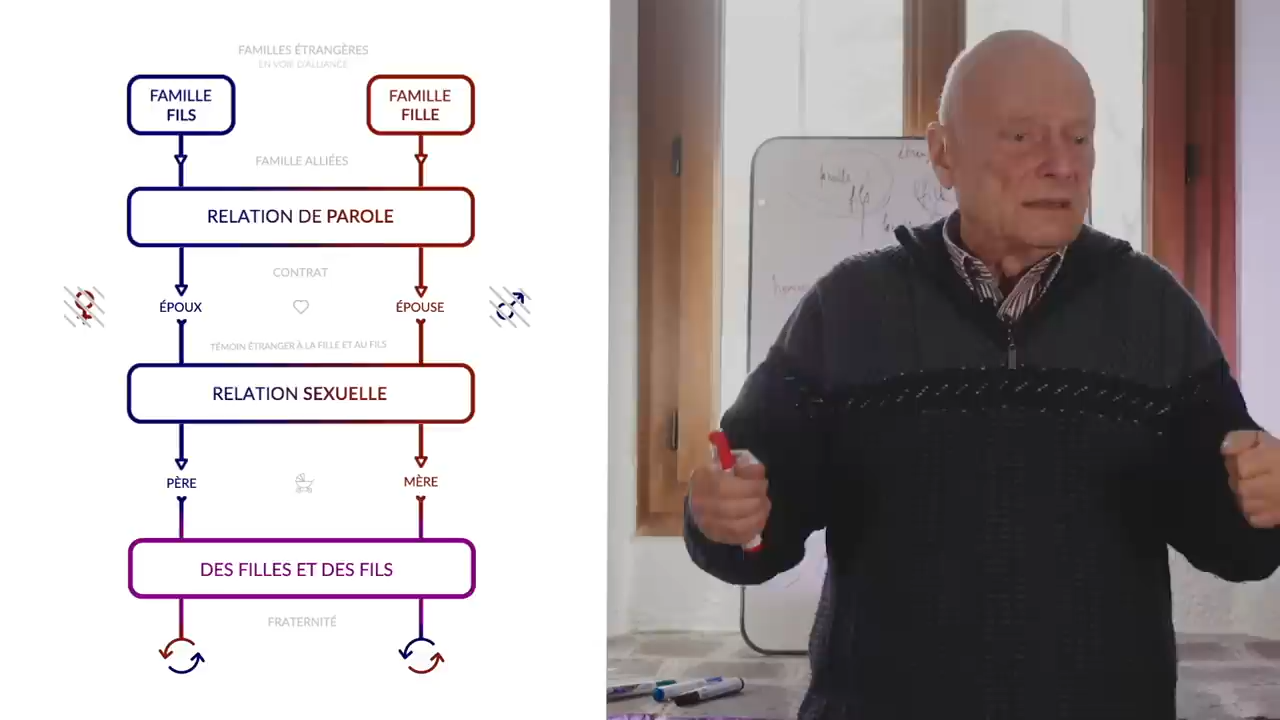 FAMILLES ÉTRANGÈRES
EN VOIE D'ALLIANCE
FAMILLE
FILS
FAMILLE
FILLE
FAMILLE ALLIÉES
RELATION DE PAROLE
CONTRAT
ÉPOUX
ÉPOUSE
TÉMOIN ÉTRANGER À LA FILLE ET AU FILS
RELATION SEXUELLE
PÈRE
MÈRE
DES FILLES ET DES FILS
FRATERNITÉ